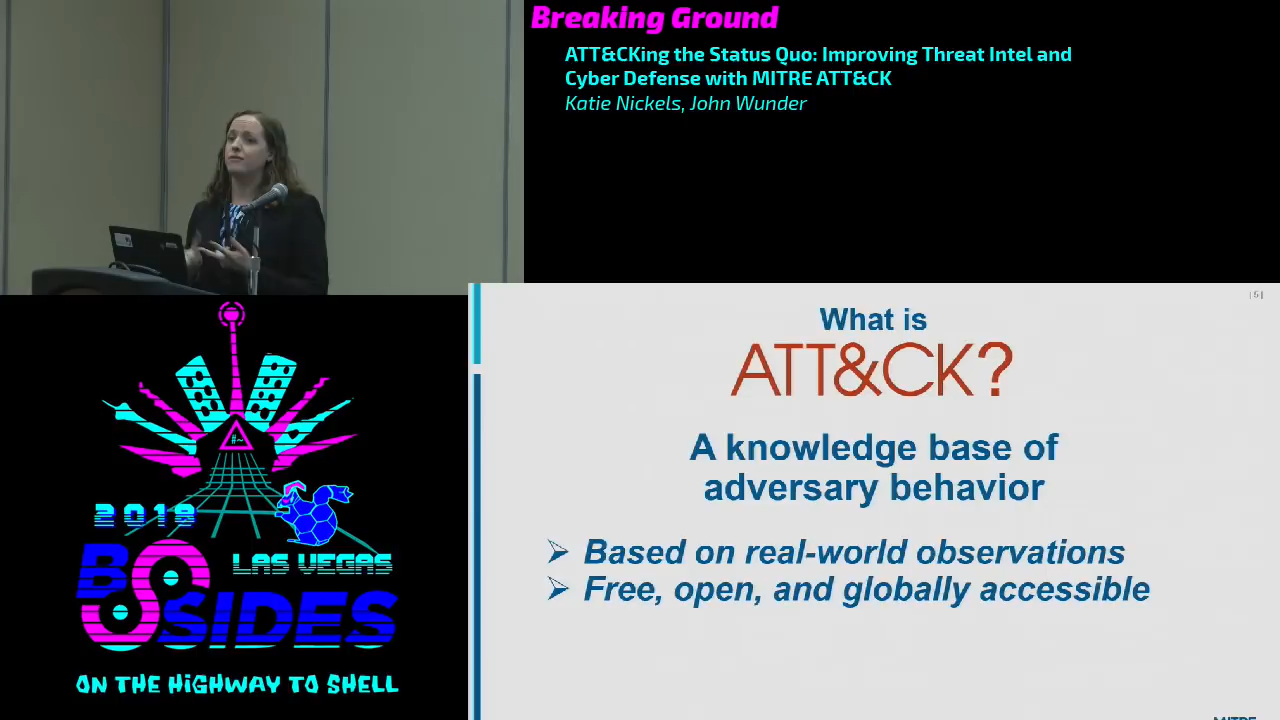 Breaking Ground
ATT&CKing the Status Quo: Improving Threat Intel and
Cyber Defense with MITRE ATT&CK
Katie Nickels, John Wunder
| 5 |
What is
ATT&CK?
A knowledge base of
adversary behavior
➢ Based on real-world observations
➢ Free, open, and globally accessible
MITRE
#~
2018
BSIDES
LAS VEGAS
ON THE HIGHWAY TO SHELL